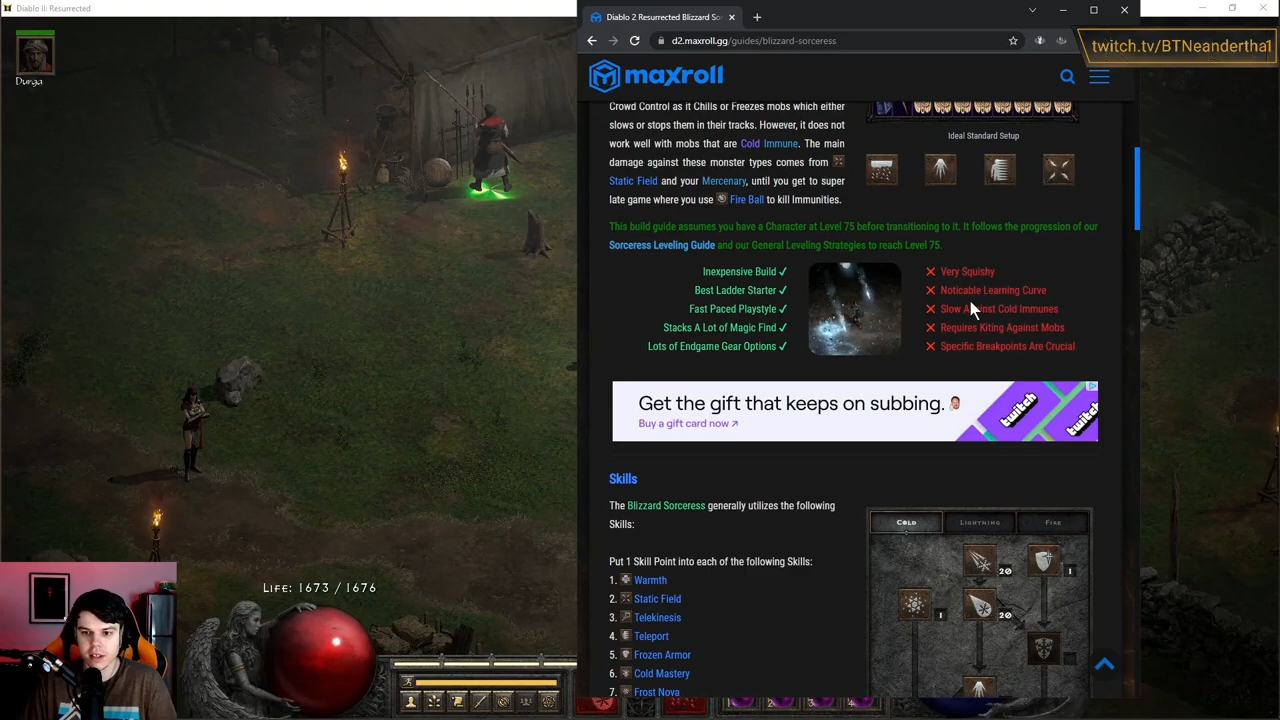 Diablo II: Resurrected
Durga
Diablo 2 Resurrected Blizzard So
d2.maxroll.gg/guides/blizzard-sorceress
twitch.tv/BTNeanderthal
maxroll
Crowd Control as it Chills or Freezes mobs which either
slows or stops them in their tracks. However, it does not
work well with mobs that are Cold Immune. The main
damage against these monster types comes from
Static Field and your Mercenary, until you get to super
late game where you use Fire Ball to kill Immunities.
Ideal Standard Setup
This build guide assumes you have a Character at Level 75 before transitioning to it. It follows the progression of our
Sorceress Leveling Guide and our General Leveling Strategies to reach Level 75.
Inexpensive Build ✓
Best Ladder Starter ✓
Fast Paced Playstyle ✓
Stacks A Lot of Magic Find ✓
Lots of Endgame Gear Options ✓
✕ Very Squishy
✕ Noticable Learning Curve
✕ Slow Against Cold Immunes
✕ Requires Kiting Against Mobs
✕ Specific Breakpoints Are Crucial
Get the gift that keeps on subbing.
Buy a gift card now ↗
twitch
twitch
Skills
The Blizzard Sorceress generally utilizes the following
Skills:
Put 1 Skill Point into each of the following Skills:
1. Warmth
2. Static Field
3. Telekinesis
4. Teleport
5. Frozen Armor
6. Cold Mastery
7. Frost Nova
Cold
Lightning
Fire
20
1
1
20
Life: 1673 / 1676